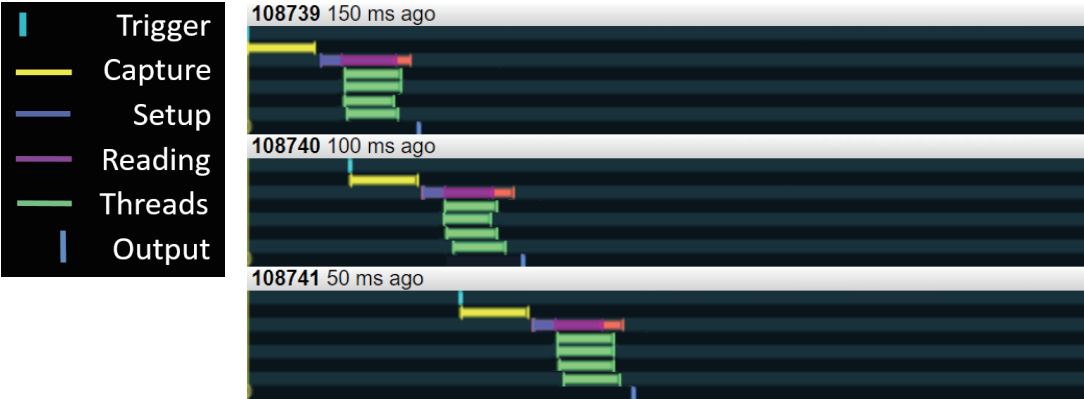 Trigger
Capture
Setup
Reading
Threads
Output
108739 150 ms ago
108740 100 ms ago
108741 50 ms ago